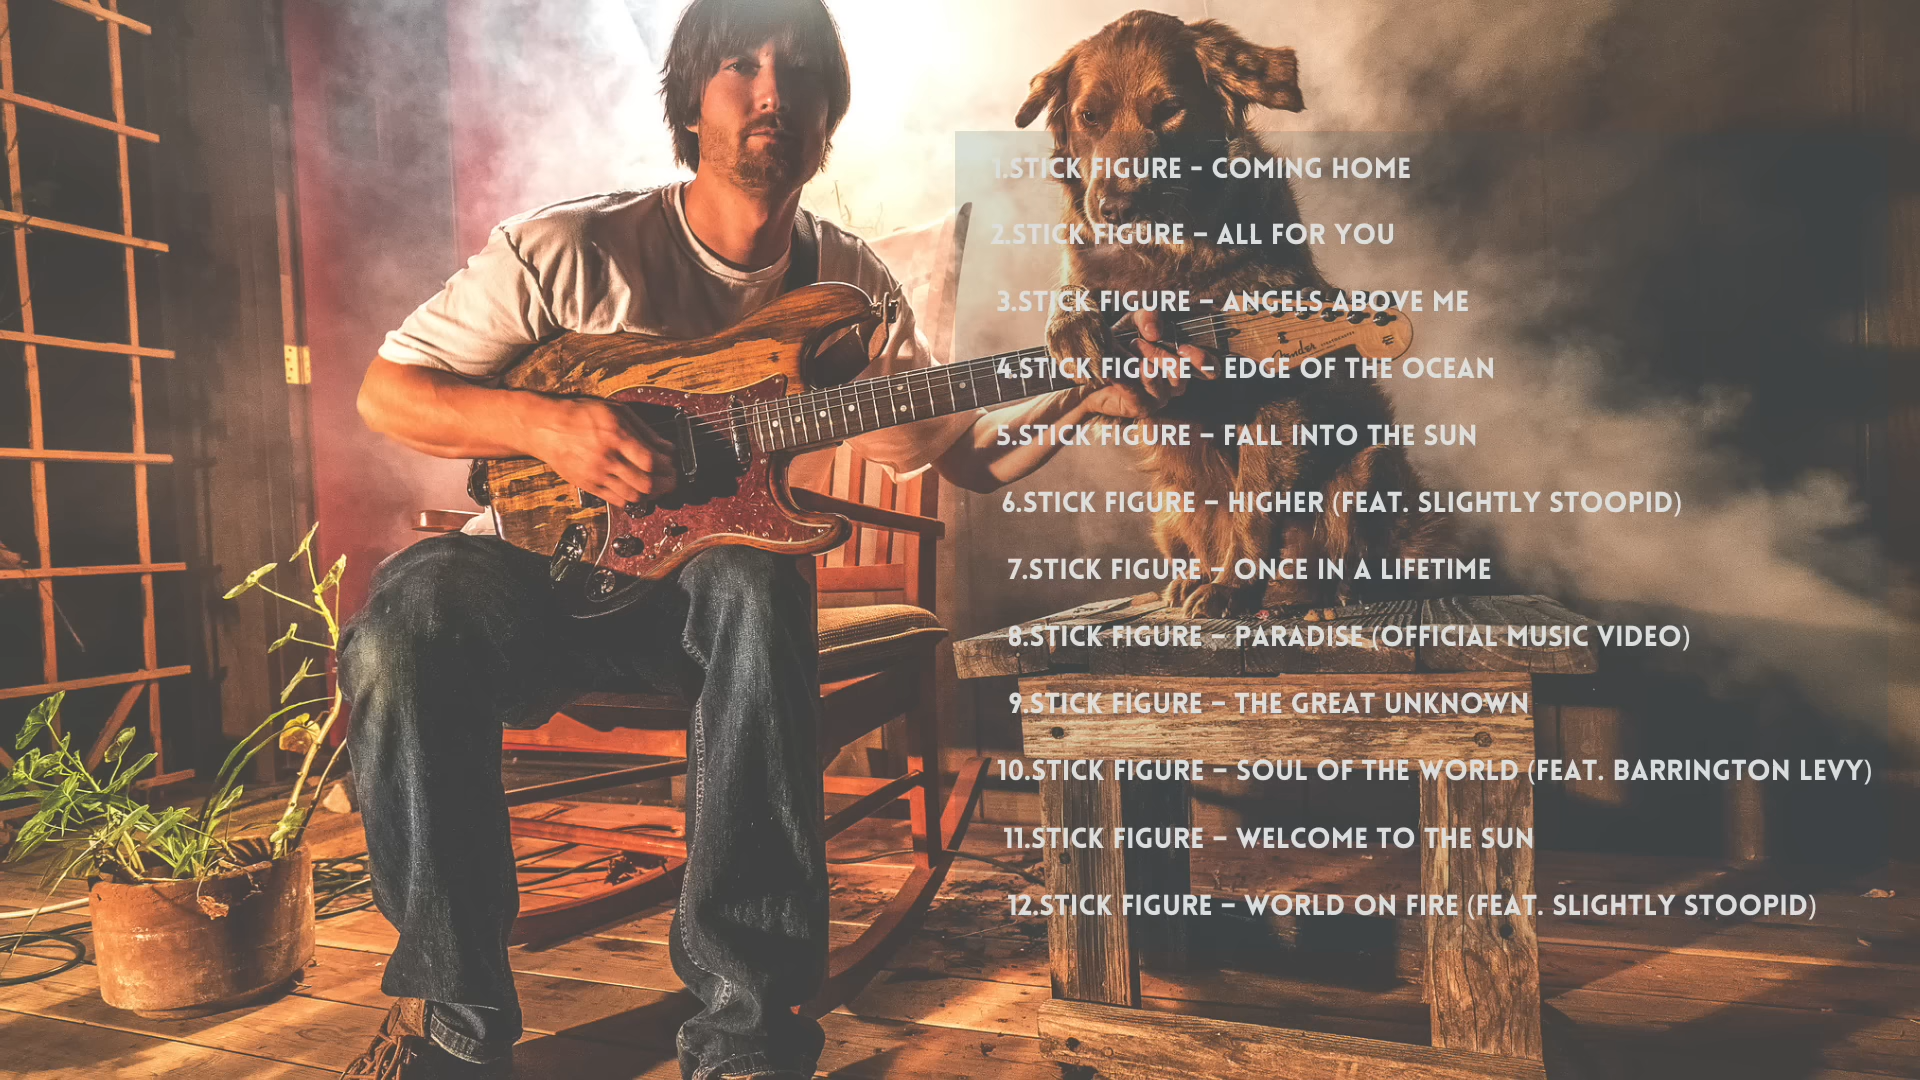 1.STICK FIGURE - COMING HOME
2.STICK FIGURE – ALL FOR YOU
3.STICK FIGURE – ANGELS ABOVE ME
Fender
4.STICK FIGURE – EDGE OF THE OCEAN
5.STICK FIGURE – FALL INTO THE SUN
6.STICK FIGURE – HIGHER (FEAT. SLIGHTLY STOOPID)
7.STICK FIGURE – ONCE IN A LIFETIME
8.STICK FIGURE – PARADISE (OFFICIAL MUSIC VIDEO)
9.STICK FIGURE – THE GREAT UNKNOWN
10.STICK FIGURE – SOUL OF THE WORLD (FEAT. BARRINGTON LEVY)
11.STICK FIGURE – WELCOME TO THE SUN
12.STICK FIGURE – WORLD ON FIRE (FEAT. SLIGHTLY STOOPID)